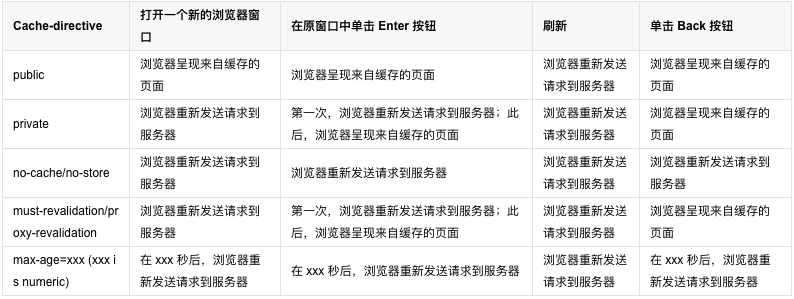 Cache-directive
打开一个新的浏览器窗
口
在原窗口中单击 Enter 按钮
刷新
单击 Back 按钮
public
浏览器呈现来自缓存的
页面
浏览器呈现来自缓存的页面
浏览器重新发送
请求到服务器
浏览器呈现来自缓存的
页面
private
浏览器重新发送请求到
服务器
第一次，浏览器重新发送请求到服务器；此
后，浏览器呈现来自缓存的页面
浏览器重新发送
请求到服务器
浏览器呈现来自缓存的
页面
no-cache/no-store
浏览器重新发送请求到
服务器
浏览器重新发送请求到服务器
浏览器重新发送
请求到服务器
浏览器重新发送请求到
服务器
must-revalidation/pr
oxy-revalidation
浏览器重新发送请求到
服务器
第一次，浏览器重新发送请求到服务器；此
后，浏览器呈现来自缓存的页面
浏览器重新发送
请求到服务器
浏览器呈现来自缓存的
页面
max-age=xxx (xxx i
s numeric)
在 xxx 秒后，浏览器重
新发送请求到服务器
在 xxx 秒后，浏览器重新发送请求到服务器
浏览器重新发送
请求到服务器
在 xxx 秒后，浏览器重
新发送请求到服务器